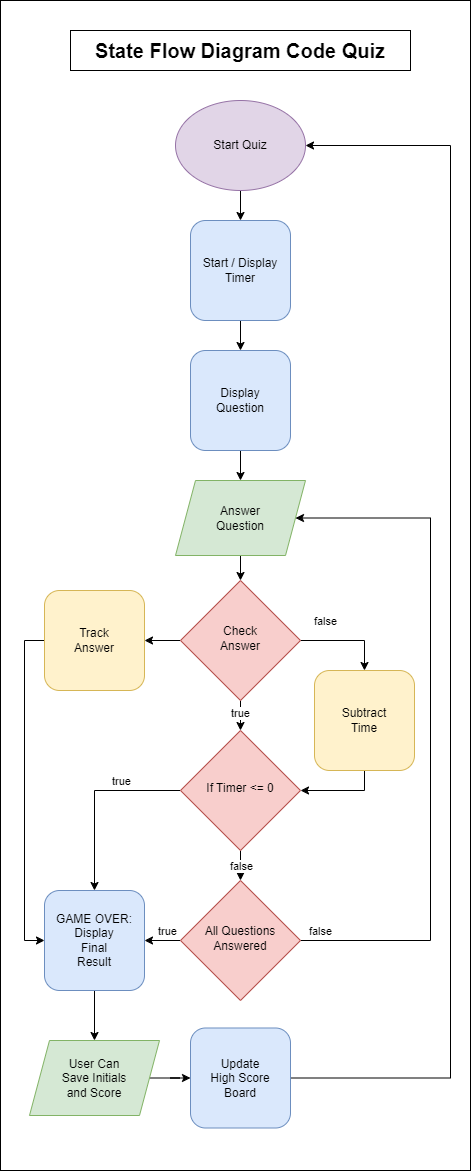 State Flow Diagram Code Quiz
Start Quiz
Start / Display
Timer
Display
Question
Answer
Question
Track
Answer
Check
Answer
false
Subtract
Time
true
If Timer <= 0
true
false
GAME OVER:
Display
Final
Result
true
All Questions
Answered
false
User Can
Save Initials
and Score
Update
High Score
Board